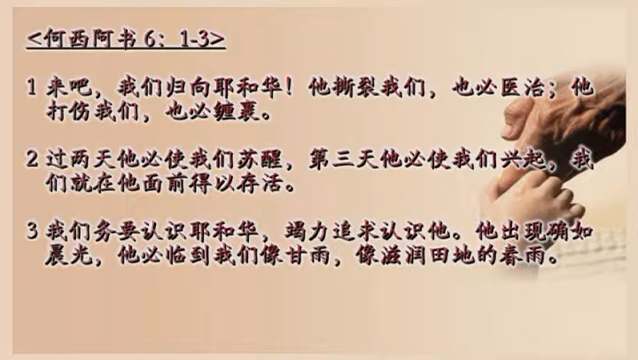 <何西阿书 6：1-3>
1 来吧，我们归向耶和华！他撕裂我们，也必医治；他
打伤我们，也必缠裹。
2 过两天他必使我们苏醒，第三天他必使我们兴起，我
们就在他面前得以存活。
3 我们务要认识耶和华，竭力追求认识他。他出现确如
晨光，他必临到我们像甘雨，像滋润田地的春雨。